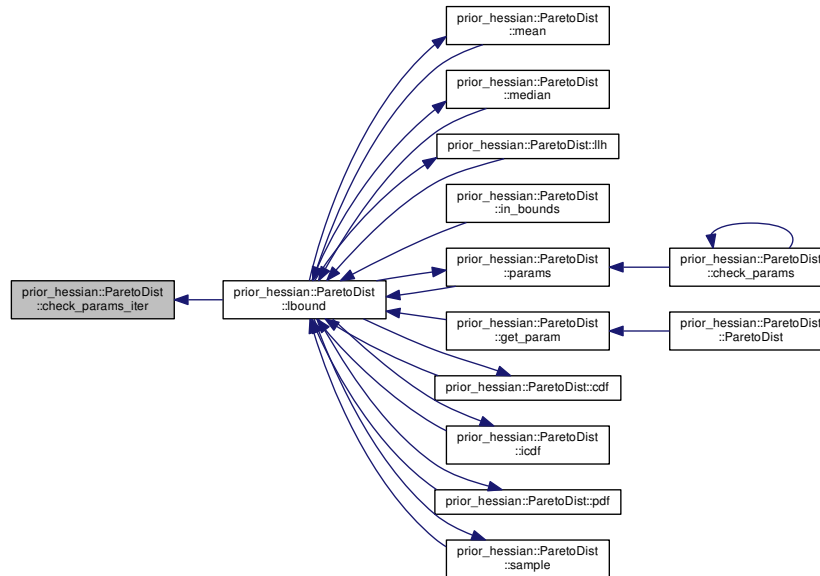 prior_hessian::ParetoDist
::check_params_iter
prior_hessian::ParetoDist
::lbound
prior_hessian::ParetoDist
::mean
prior_hessian::ParetoDist
::median
prior_hessian::ParetoDist::llh
prior_hessian::ParetoDist
::in_bounds
prior_hessian::ParetoDist
::params
prior_hessian::ParetoDist
::get_param
prior_hessian::ParetoDist::cdf
prior_hessian::ParetoDist
::icdf
prior_hessian::ParetoDist::pdf
prior_hessian::ParetoDist
::sample
prior_hessian::ParetoDist
::check_params
prior_hessian::ParetoDist
::ParetoDist